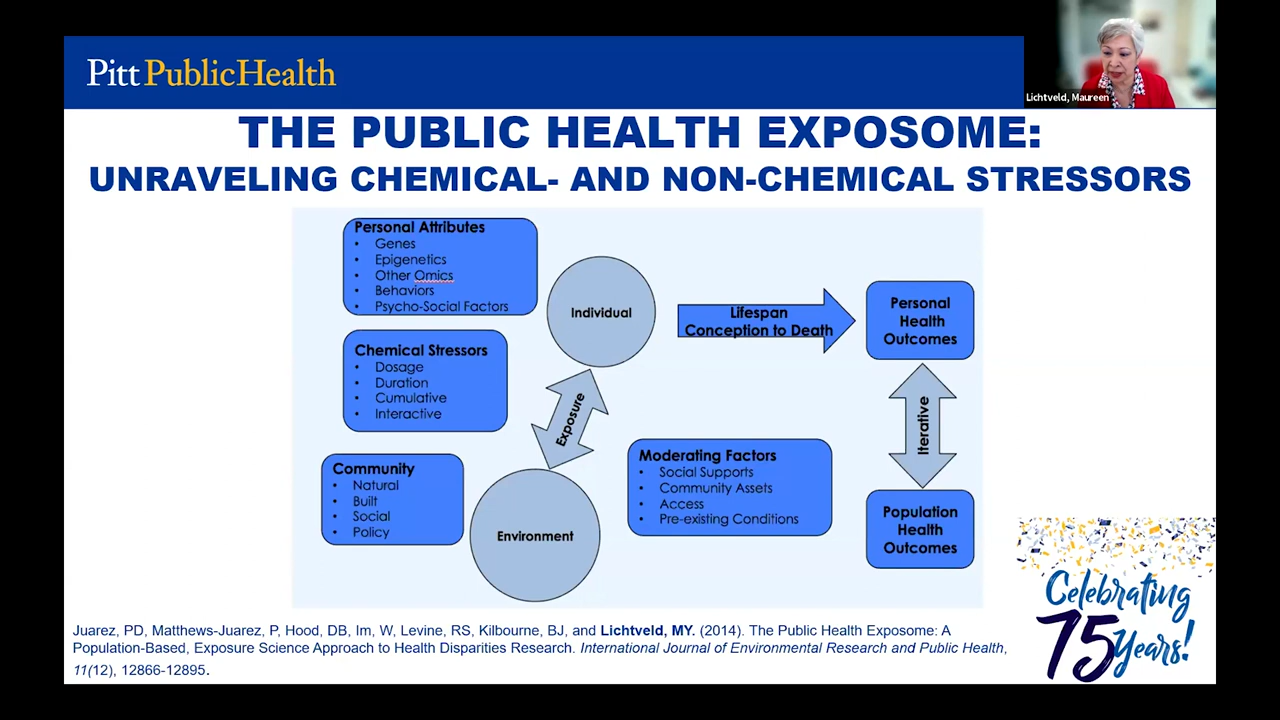 Pitt PublicHealth
Lichtveld, Maureen
THE PUBLIC HEALTH EXPOSOME:
UNRAVELING CHEMICAL- AND NON-CHEMICAL STRESSORS
Personal Attributes
• Genes
• Epigenetics
• Other Omics
• Behaviors
• Psycho-Social Factors
Individual
Lifespan
Conception to Death
Personal
Health
Outcomes
Chemical Stressors
• Dosage
• Duration
• Cumulative
• Interactive
Exposure
Iterative
Community
• Natural
• Built
• Social
• Policy
Environment
Moderating Factors
• Social Supports
• Community Assets
• Access
• Pre-existing Conditions
Population
Health
Outcomes
Celebrating
75 Years!
Juarez, PD, Matthews-Juarez, P, Hood, DB, Im, W, Levine, RS, Kilbourne, BJ, and Lichtveld, MY. (2014). The Public Health Exposome: A
Population-Based, Exposure Science Approach to Health Disparities Research. International Journal of Environmental Research and Public Health,
11(12), 12866-12895.